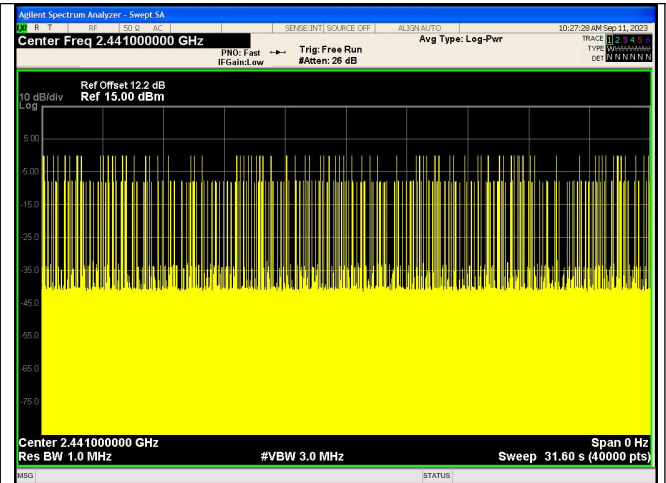 Agilent Spectrum Analyzer - Swept SA
R T RF 50 Ω AC SENSE:INT SOURCE OFF ALIGN AUTO 10:27:28 AM Sep 11, 2023
Center Freq 2.441000000 GHz Avg Type: Log-Pwr TRACE 1 2 3 4 5 6
PNO: Fast Trig: Free Run TYPE
IFGain:Low #Atten: 26 dB DET N N N N N N
Ref Offset 12.2 dB
10 dB/div Ref 15.00 dBm
Log
5.00
-5.00
-15.0
-25.0
-35.0
-45.0
-55.0
-65.0
-75.0
Center 2.441000000 GHz Span 0 Hz
Res BW 1.0 MHz #VBW 3.0 MHz Sweep 31.60 s (40000 pts)
MSG STATUS